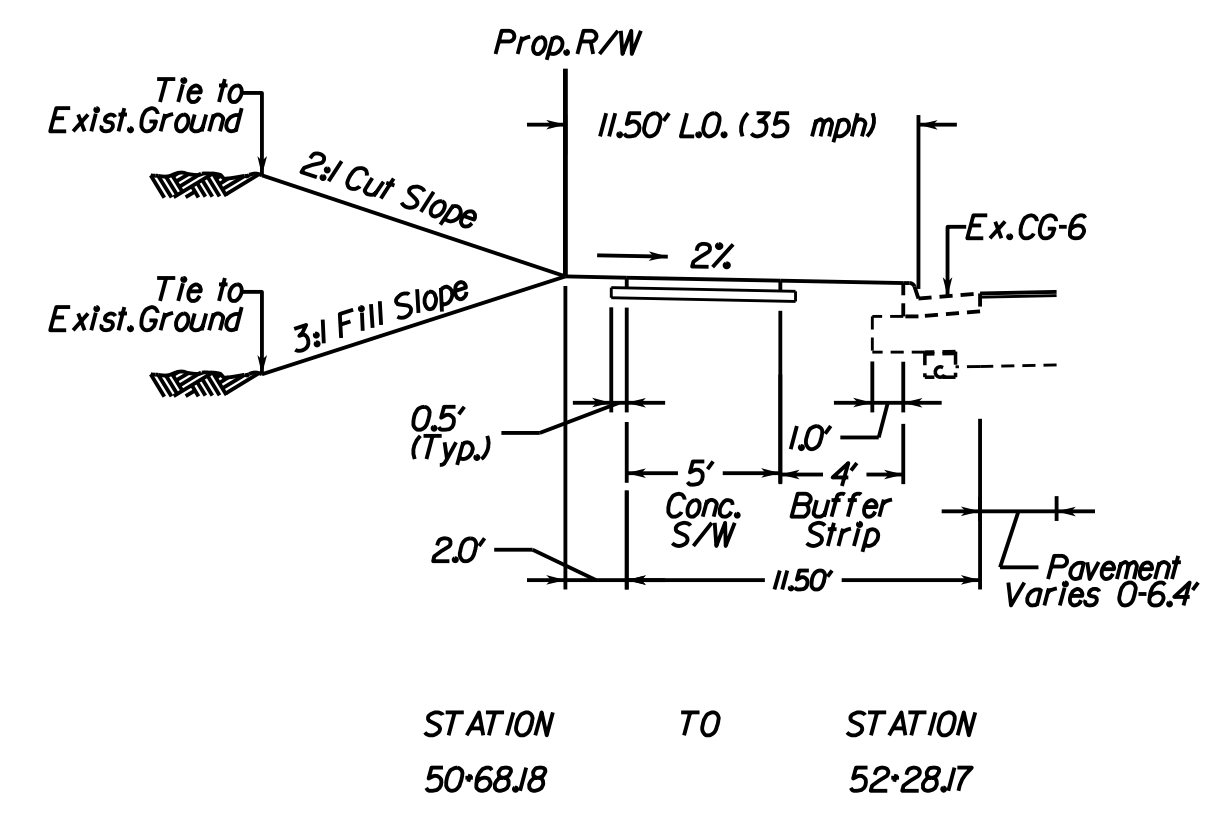 Prop. R/W
Tie to
Exist. Ground
11.50' L.O. (35 mph)
2:1 Cut Slope
Ex. CG-6
2%
Tie to
Exist. Ground
3:1 Fill Slope
C
0.5'
(Typ.)
1.0'
5'
Conc.
S/W
4'
Buffer
Strip
2.0'
11.50'
Pavement
Varies 0-6.4'
STATION TO STATION
50+68.18 52+28.17